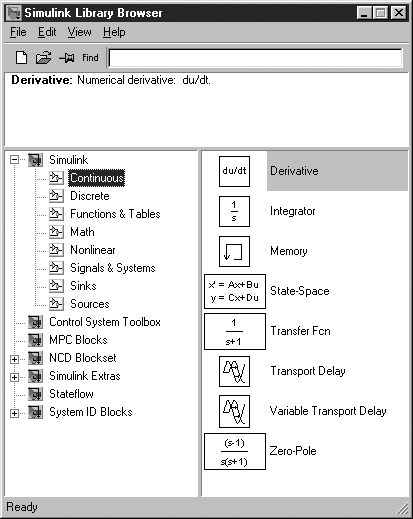 Simulink Library Browser
File Edit View Help
Find
Derivative: Numerical derivative: du/dt.
Simulink
Continuous
Discrete
Functions & Tables
Math
Nonlinear
Signals & Systems
Sinks
Sources
Control System Toolbox
MPC Blocks
NCD Blockset
Simulink Extras
Stateflow
System ID Blocks
du/dt Derivative
1
s
Integrator
Memory
x' = Ax+Bu
y = Cx+Du
State-Space
1
s+1
Transfer Fcn
Transport Delay
Variable Transport Delay
(s-1)
s(s+1)
Zero-Pole
Ready